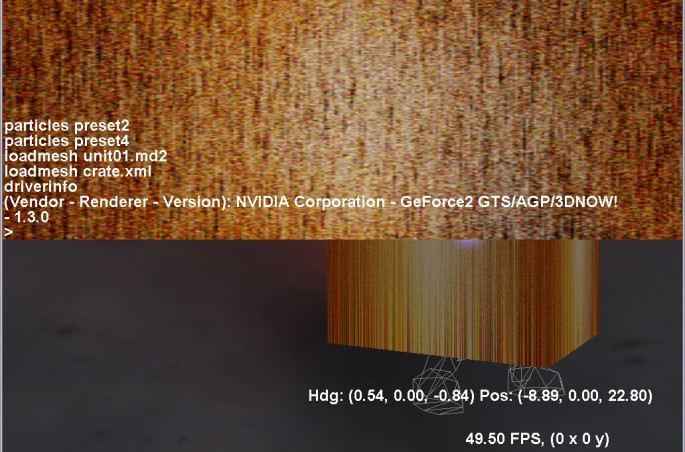 particles preset2
particles preset4
loadmesh unit01.md2
loadmesh crate.xml
driverinfo
(Vendor - Renderer - Version): NVIDIA Corporation - GeForce2 GTS/AGP/3DNOW!
- 1.3.0
>
Hdg: (0.54, 0.00, -0.84) Pos: (-8.89, 0.00, 22.80)
49.50 FPS, (0 x 0 y)